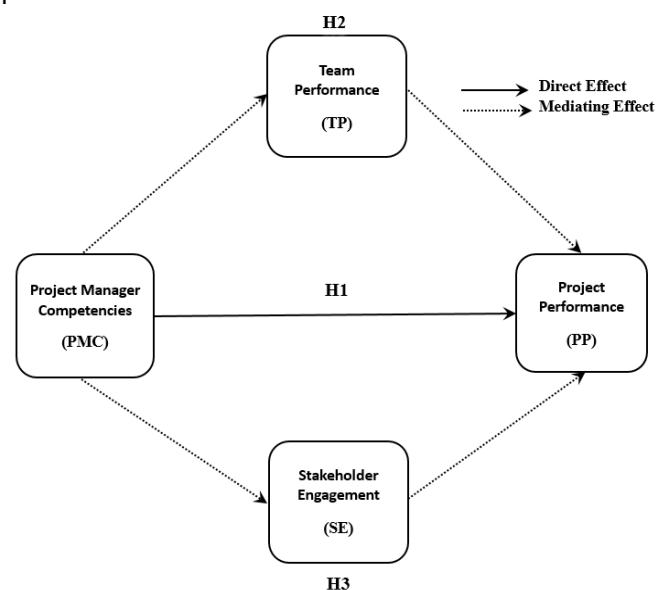 H2
Team
Performance
(TP)
Direct Effect
Mediating Effect
Project Manager
Competencies
(PMC)
H1
Project
Performance
(PP)
Stakeholder
Engagement
(SE)
H3